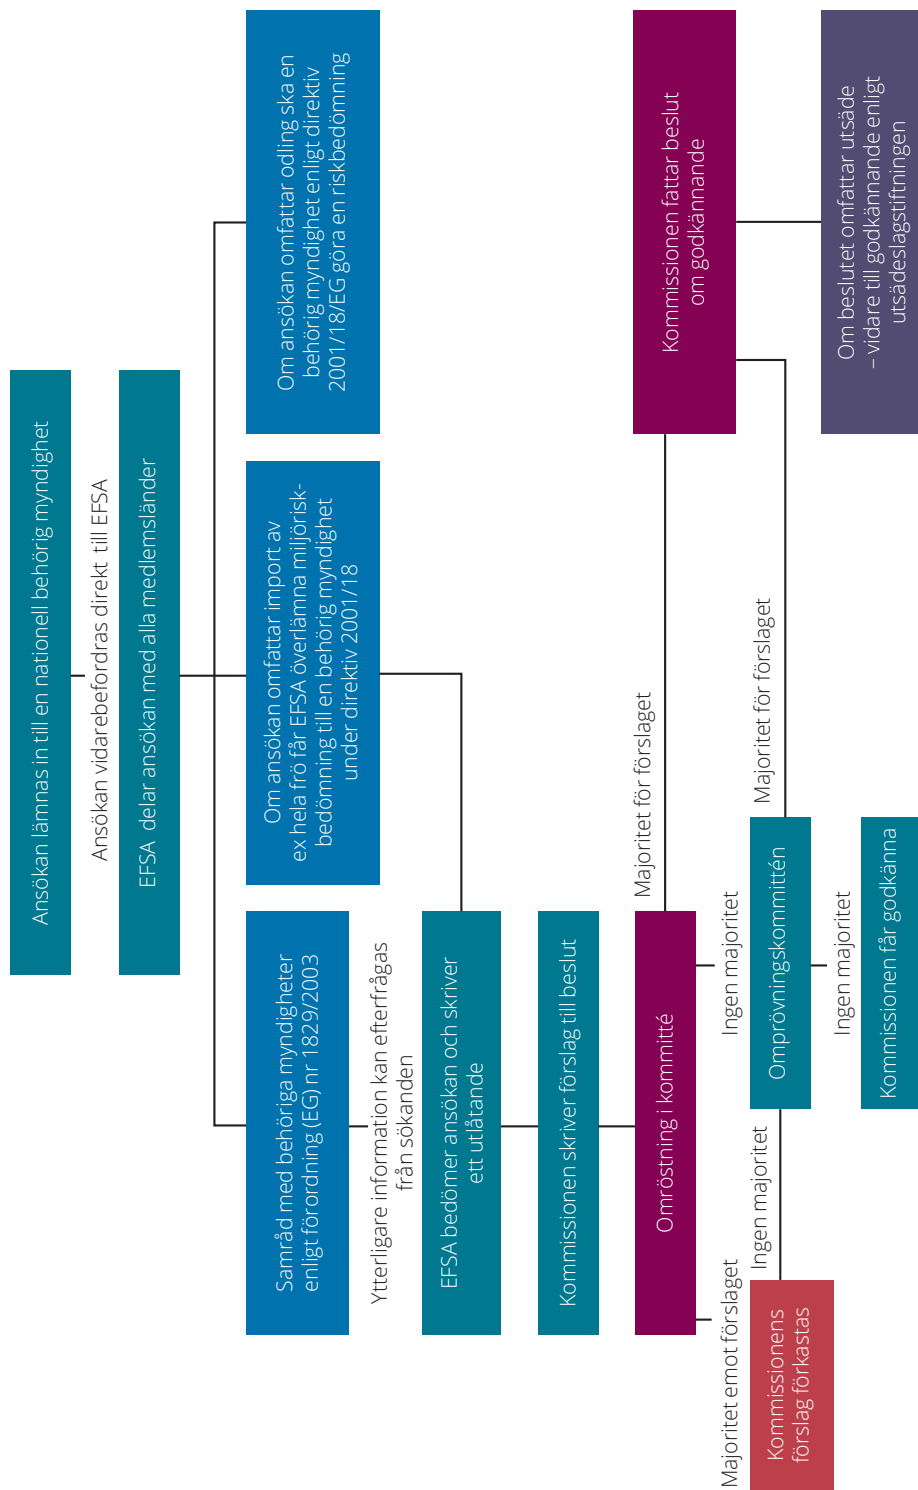 Ansökan lämnas in till en nationell behörig myndighet
Ansökan vidarebefordras direkt till EFSA
EFSA delar ansökan med alla medlemsländer
Samråd med behöriga myndigheter
enligt förordning (EG) nr 1829/2003
Om ansökan omfattar import av
ex hela frö får EFSA överlämna miljörisk-
bedömning till en behörig myndighet
under direktiv 2001/18
Om ansökan omfattar odling ska en
behörig myndighet enligt direktiv
2001/18/EG göra en riskbedömning
Ytterligare information kan efterfrågas
från sökanden
EFSA bedömer ansökan och skriver
ett utlåtande
Kommissionen skriver förslag till beslut
Omröstning i kommitté
Majoritet för förslaget
Kommissionen fattar beslut
om godkännande
Majoritet emot förslaget
Ingen majoritet
Kommissionens
förslag förkastas
Ingen majoritet
Omprövningskommittén
Majoritet för förslaget
Ingen majoritet
Kommissionen får godkänna
Om beslutet omfattar utsäde
– vidare till godkännande enligt
utsädeslagstiftningen